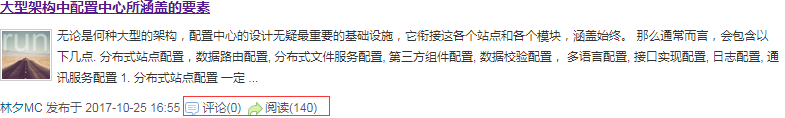 大型架构中配置中心所涵盖的要素
run
无论是何种大型的架构，配置中心的设计无疑最重要的基础设施，它衔接这各个站点和各个模块，涵盖始终。 那么通常而言，会包含以
下几点. 分布式站点配置，数据路由配置, 分布式文件服务配置, 第三方组件配置, 数据校验配置， 多语言配置, 接口实现配置, 日志配置, 通
讯服务配置 1. 分布式站点配置 一定 ...
林夕MC 发布于 2017-10-25 16:55 评论(0) 阅读(140)